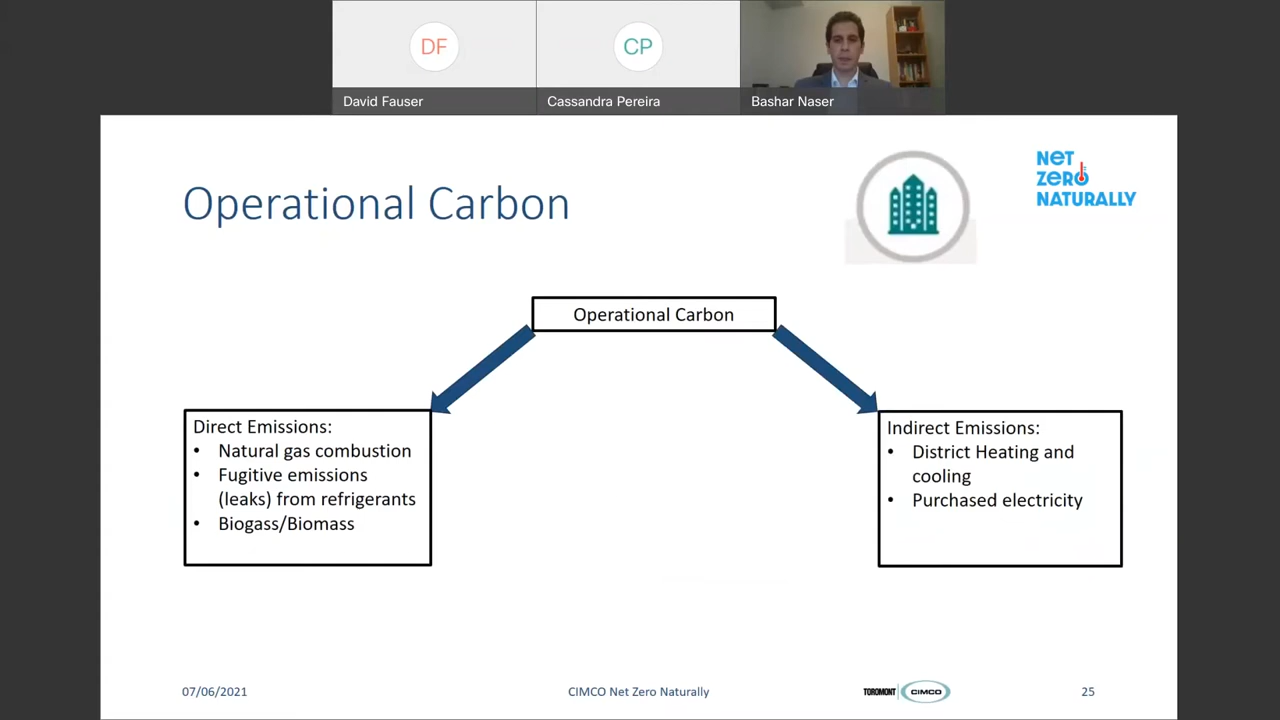 DF
CP
David Fauser
Cassandra Pereira
Bashar Naser
Operational Carbon
NET
ZERO
NATURALLY
Operational Carbon
Direct Emissions:
• Natural gas combustion
• Fugitive emissions
(leaks) from refrigerants
• Biogass/Biomass
Indirect Emissions:
• District Heating and
cooling
• Purchased electricity
07/06/2021
CIMCO Net Zero Naturally
TOROMONT
CIMCO
25